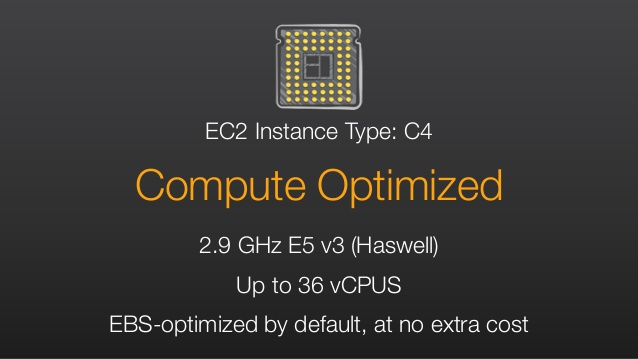 EC2 Instance Type: C4
Compute Optimized
2.9 GHz E5 v3 (Haswell)
Up to 36 vCPUS
EBS-optimized by default, at no extra cost